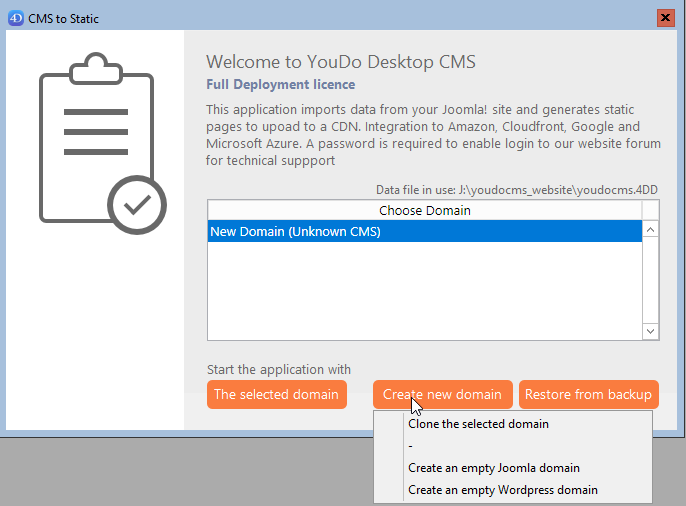 4D CMS to Static
Welcome to YouDo Desktop CMS
Full Deployment licence
This application imports data from your Joomla! site and generates static
pages to upoad to a CDN. Integration to Amazon, Cloudfront, Google and
Microsoft Azure. A password is required to enable login to our website forum
for technical suppport
Data file in use: J:\youdocms_website\youdocms.4DD
Choose Domain
New Domain (Unknown CMS)
Start the application with
The selected domain Create new domain Restore from backup
Clone the selected domain
-
Create an empty Joomla domain
Create an empty Wordpress domain